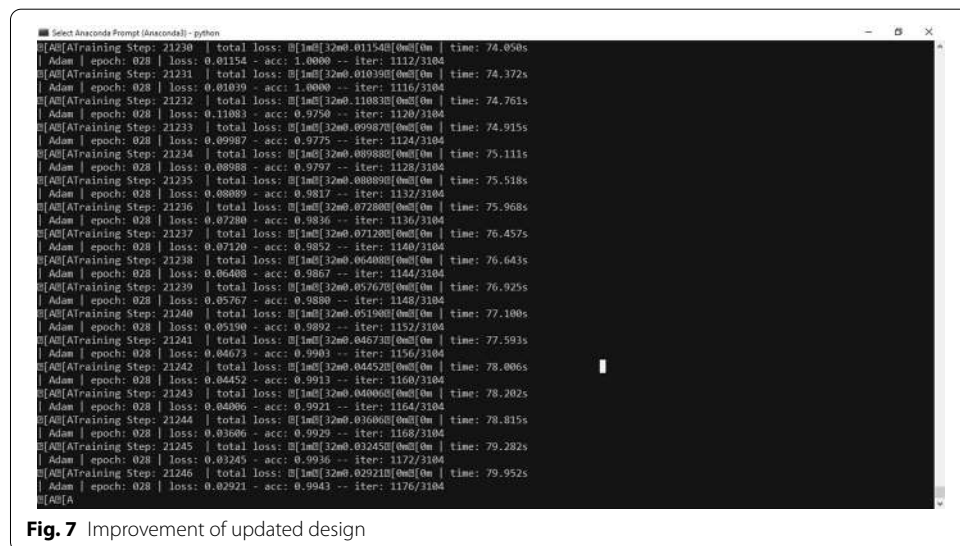 Select Anaconda Prompt (Anaconda3) - python
[A[ATraining Step: 21230 | total loss: [1m[32m0.01154[0m[0m | time: 74.050s
| Adam | epoch: 028 | loss: 0.01154 - acc: 1.0000 -- iter: 1112/3104
[A[ATraining Step: 21231 | total loss: [1m[32m0.01039[0m[0m | time: 74.372s
| Adam | epoch: 028 | loss: 0.01039 - acc: 1.0000 -- iter: 1116/3104
[A[ATraining Step: 21232 | total loss: [1m[32m0.11083[0m[0m | time: 74.761s
| Adam | epoch: 028 | loss: 0.11083 - acc: 0.9750 -- iter: 1120/3104
[A[ATraining Step: 21233 | total loss: [1m[32m0.09987[0m[0m | time: 74.915s
| Adam | epoch: 028 | loss: 0.09987 - acc: 0.9775 -- iter: 1124/3104
[A[ATraining Step: 21234 | total loss: [1m[32m0.08988[0m[0m | time: 75.111s
| Adam | epoch: 028 | loss: 0.08988 - acc: 0.9797 -- iter: 1128/3104
[A[ATraining Step: 21235 | total loss: [1m[32m0.08089[0m[0m | time: 75.518s
| Adam | epoch: 028 | loss: 0.08089 - acc: 0.9817 -- iter: 1132/3104
[A[ATraining Step: 21236 | total loss: [1m[32m0.07280[0m[0m | time: 75.968s
| Adam | epoch: 028 | loss: 0.07280 - acc: 0.9836 -- iter: 1136/3104
[A[ATraining Step: 21237 | total loss: [1m[32m0.07120[0m[0m | time: 76.457s
| Adam | epoch: 028 | loss: 0.07120 - acc: 0.9852 -- iter: 1140/3104
[A[ATraining Step: 21238 | total loss: [1m[32m0.06408[0m[0m | time: 76.643s
| Adam | epoch: 028 | loss: 0.06408 - acc: 0.9867 -- iter: 1144/3104
[A[ATraining Step: 21239 | total loss: [1m[32m0.05767[0m[0m | time: 76.925s
| Adam | epoch: 028 | loss: 0.05767 - acc: 0.9880 -- iter: 1148/3104
[A[ATraining Step: 21240 | total loss: [1m[32m0.05190[0m[0m | time: 77.100s
| Adam | epoch: 028 | loss: 0.05190 - acc: 0.9892 -- iter: 1152/3104
[A[ATraining Step: 21241 | total loss: [1m[32m0.04673[0m[0m | time: 77.593s
| Adam | epoch: 028 | loss: 0.04673 - acc: 0.9903 -- iter: 1156/3104
[A[ATraining Step: 21242 | total loss: [1m[32m0.04452[0m[0m | time: 78.006s
| Adam | epoch: 028 | loss: 0.04452 - acc: 0.9913 -- iter: 1160/3104
[A[ATraining Step: 21243 | total loss: [1m[32m0.04006[0m[0m | time: 78.202s
| Adam | epoch: 028 | loss: 0.04006 - acc: 0.9921 -- iter: 1164/3104
[A[ATraining Step: 21244 | total loss: [1m[32m0.03606[0m[0m | time: 78.815s
| Adam | epoch: 028 | loss: 0.03606 - acc: 0.9929 -- iter: 1168/3104
[A[ATraining Step: 21245 | total loss: [1m[32m0.03245[0m[0m | time: 79.282s
| Adam | epoch: 028 | loss: 0.03245 - acc: 0.9936 -- iter: 1172/3104
[A[ATraining Step: 21246 | total loss: [1m[32m0.02921[0m[0m | time: 79.952s
| Adam | epoch: 028 | loss: 0.02921 - acc: 0.9943 -- iter: 1176/3104
[A[A
Fig. 7 Improvement of updated design